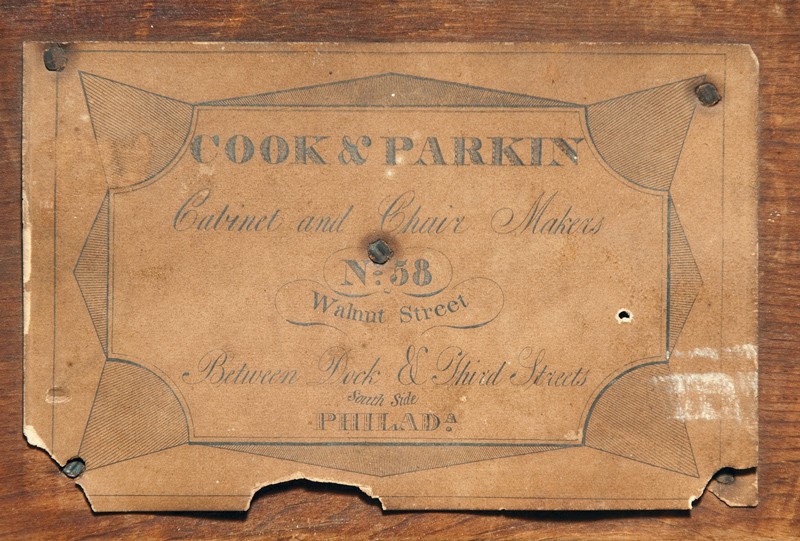 COOK & PARKIN
Cabinet and Chair Makers
No: 58
Walnut Street
Between Dock & Third Streets
South Side
PHILADA.